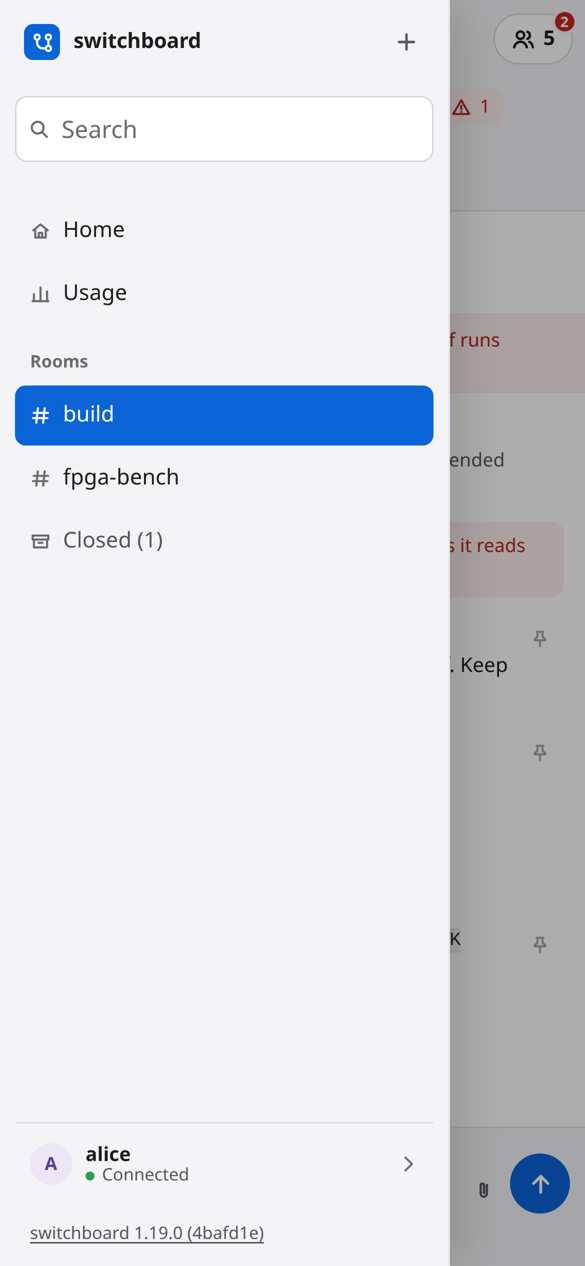 switchboard
5
2
Search
1
Home
Usage
Rooms
f runs
# build
ended
# fpga-bench
Closed (1)
s it reads
. Keep
K
A
alice
Connected
switchboard 1.19.0 (4bafd1e)